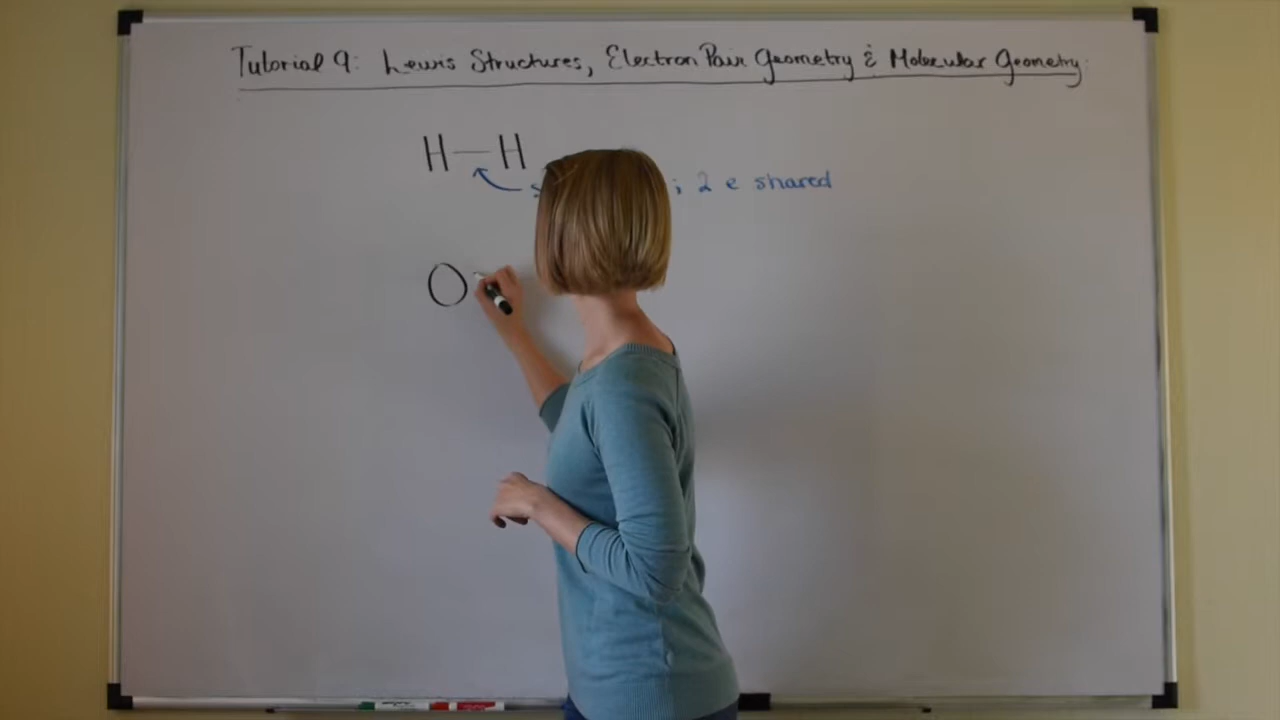 Tutorial 9: Lewis Structures, Electron Pair Geometry & Molecular Geometry
H—H
; 2 e shared
O